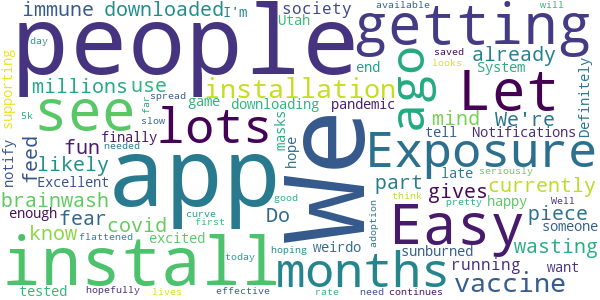 immune downloaded I'm society available will
Utah
people getting
day
millions use installation ago already System Definitely
supporting
end saved looks
game downloading pandemic
5k see lots Let mind We're
far spread slow masks tell Notifications
finally
notify feed fun hope we Exposure
likely needed
Excellent app part late gives currently
brainwash Do seriously
enough fear covid think pretty happy Well
know excited good weirdo adoption Easy piece someone
curve first sunburned wasting
flattened today hoping running want
install months vaccine
tested hopefully lives effective rate need continues